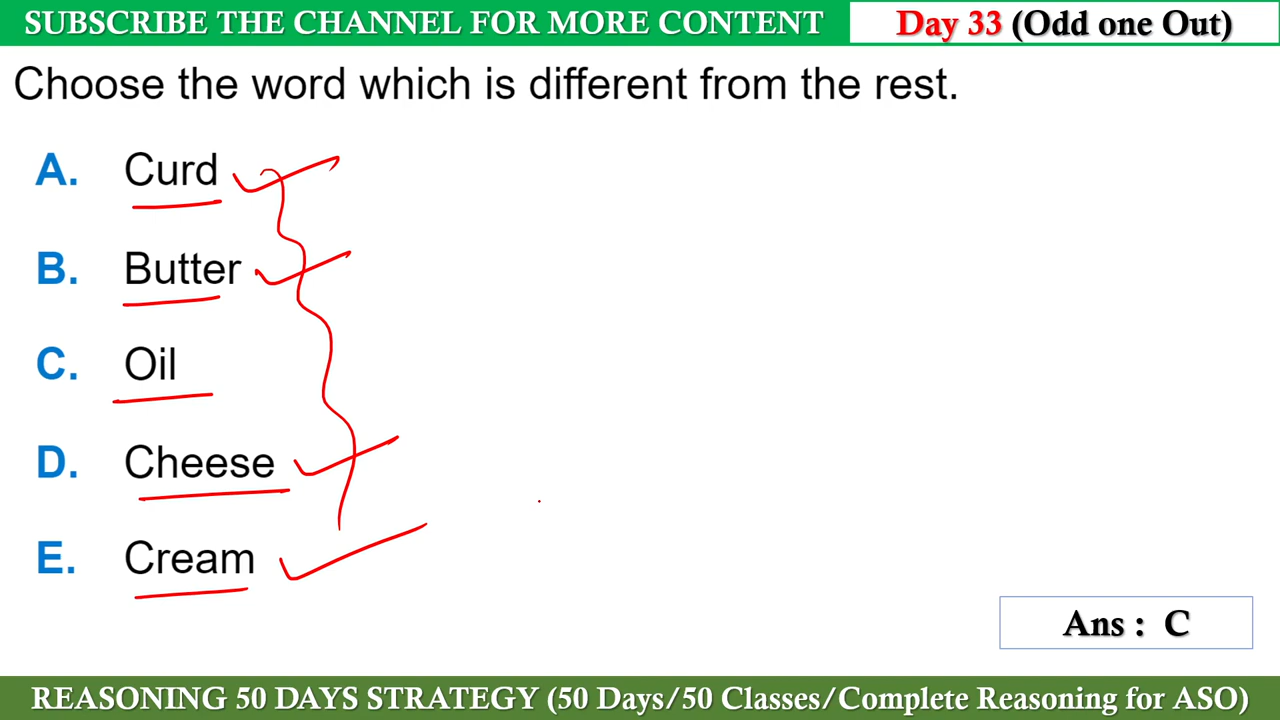 SUBSCRIBE THE CHANNEL FOR MORE CONTENT
Day 33 (Odd one Out)
Choose the word which is different from the rest.
A. Curd
B. Butter
C. Oil
D. Cheese
E. Cream
Ans : C
REASONING 50 DAYS STRATEGY (50 Days/50 Classes/Complete Reasoning for ASO)